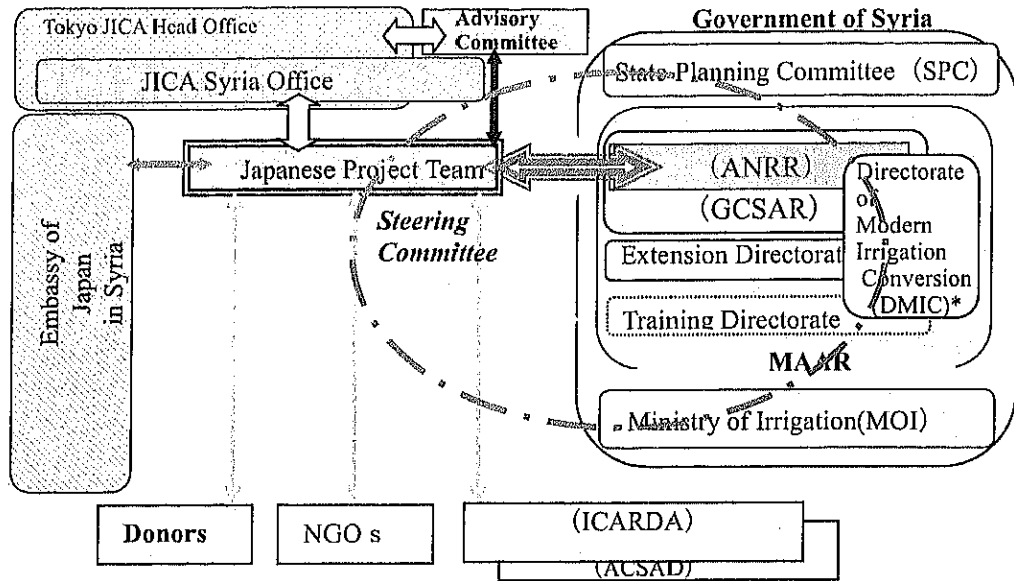 Tokyo JICA Head Office
Advisory
Committee
JICA Syria Office
Japanese Project Team
Embassy of
Japan
in Syria
Steering
Committee
Government of Syria
State Planning Committee (SPC)
(ANRR)
(GCSAR)
Extension Directorat
Training Directorate
Directorate
of
Modern
Irrigation
Conversion
(DMIC)*
MAAR
Ministry of Irrigation(MOI)
Donors
NGO s
(ICARDA)
(ACSAD)